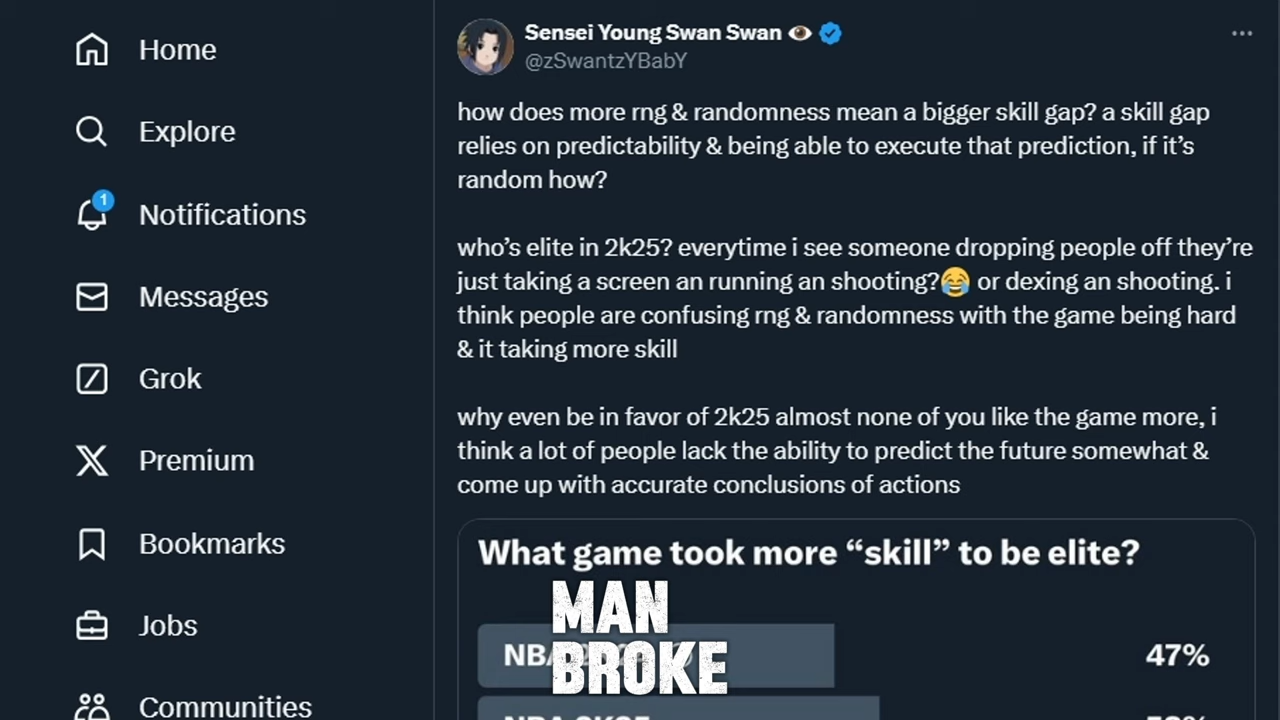 Home
Explore
1
Notifications
Messages
Grok
Premium
Bookmarks
Jobs
Communities
Sensei Young Swan Swan
@zSwantzYBabY
how does more rng & randomness mean a bigger skill gap? a skill gap
relies on predictability & being able to execute that prediction, if it’s
random how?
who’s elite in 2k25? everytime i see someone dropping people off they’re
just taking a screen an running an shooting?😂 or dexing an shooting. i
think people are confusing rng & randomness with the game being hard
& it taking more skill
why even be in favor of 2k25 almost none of you like the game more, i
think a lot of people lack the ability to predict the future somewhat &
come up with accurate conclusions of actions
What game took more “skill” to be elite?
MAN
BROKE
47%